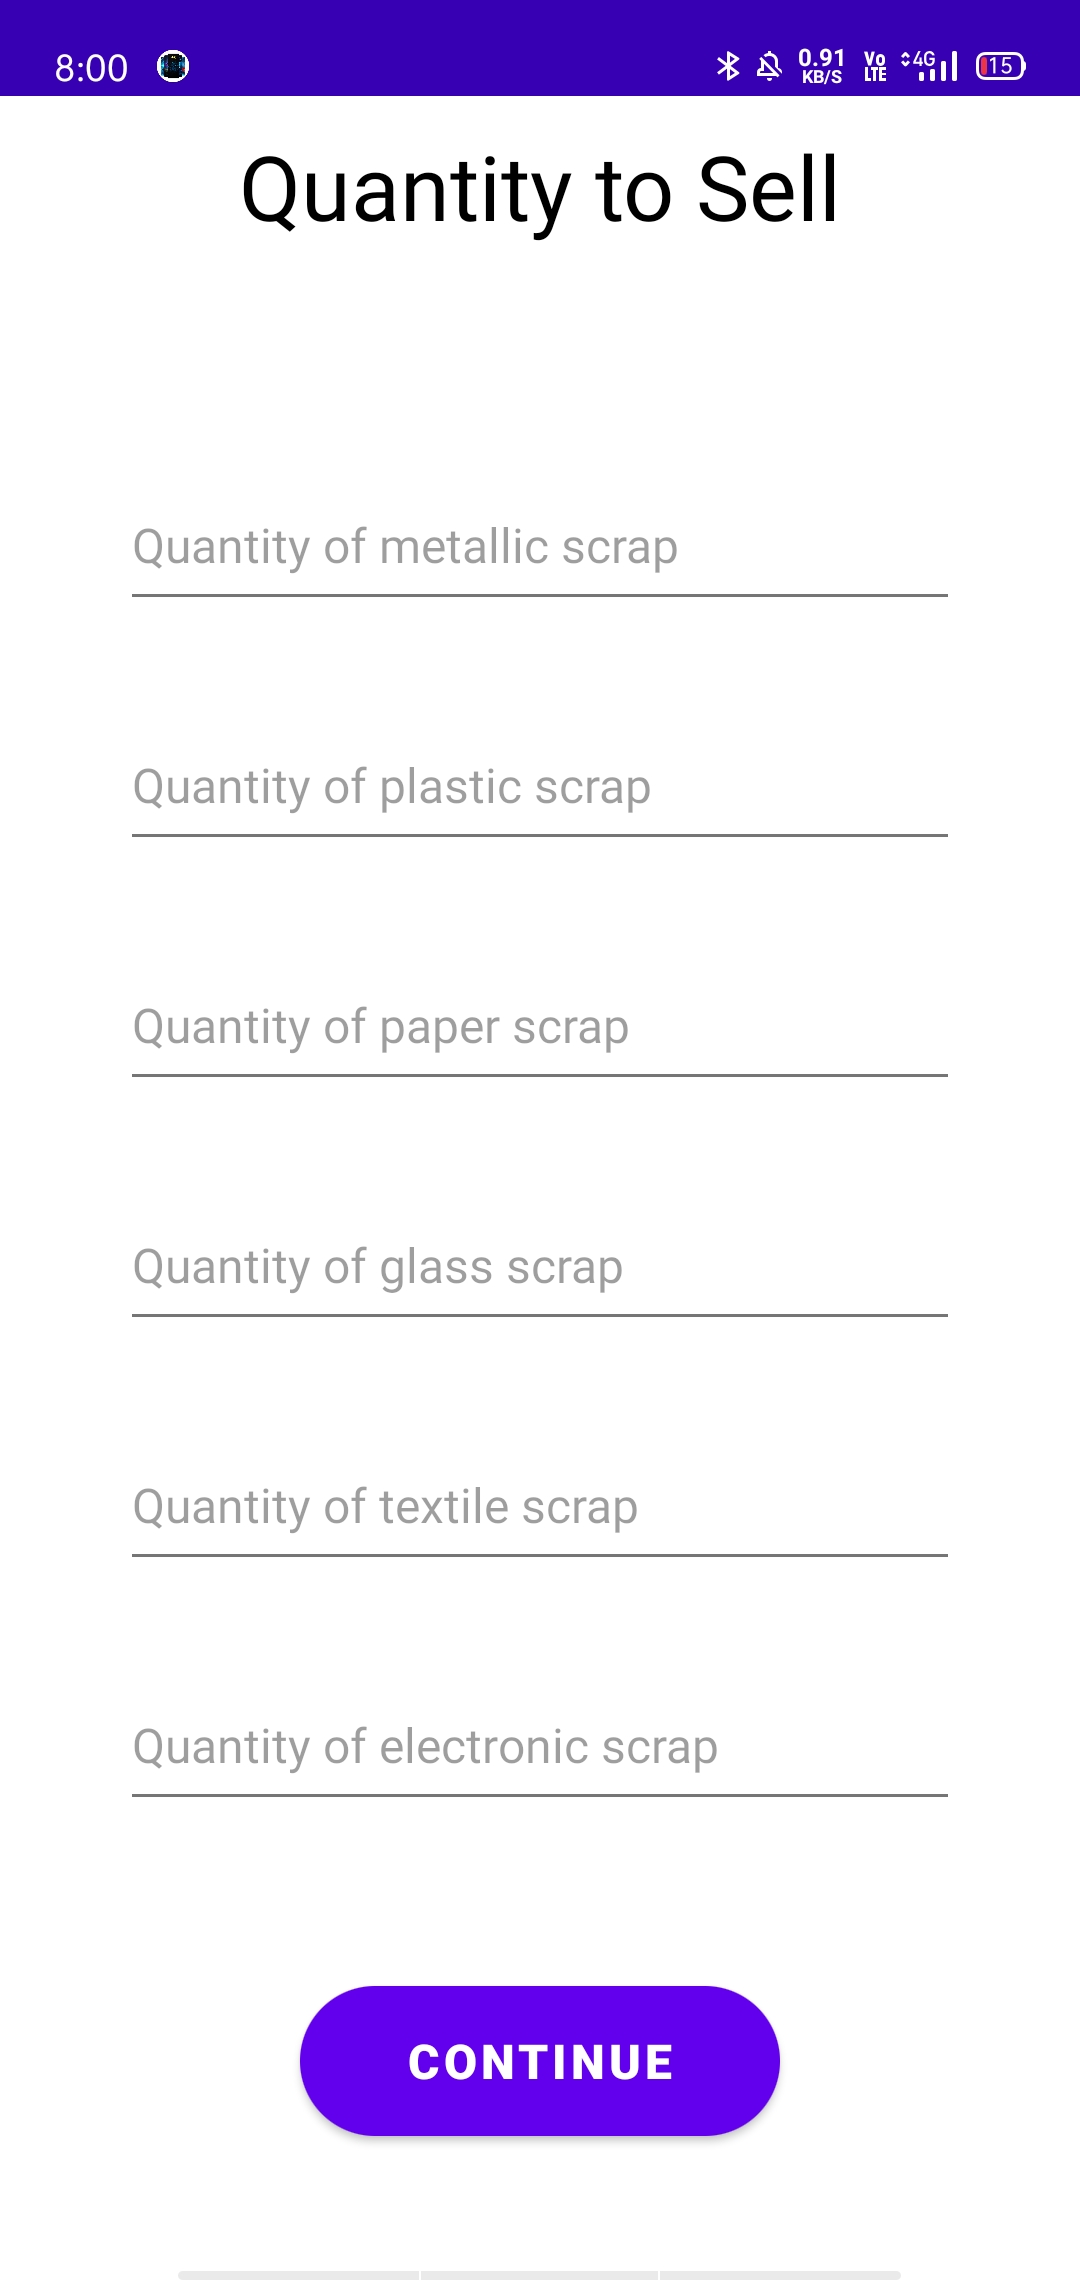 8:00 0.91 KB/S Vo LTE 4G 15
Quantity to Sell
Quantity of metallic scrap
Quantity of plastic scrap
Quantity of paper scrap
Quantity of glass scrap
Quantity of textile scrap
Quantity of electronic scrap
CONTINUE